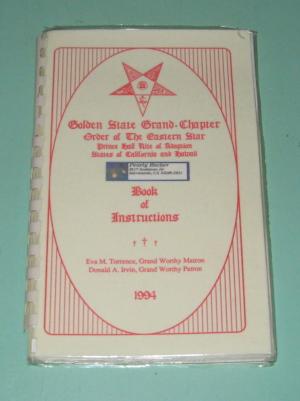 Golden State Grand Chapter
Order of The Eastern Star
Prince Hall Rite of Adoption
States of California and Hawaii
Book
of
Instructions
Eva M. Torrence, Grand Worthy Matron
Donald A. Irvin, Grand Worthy Patron
1994